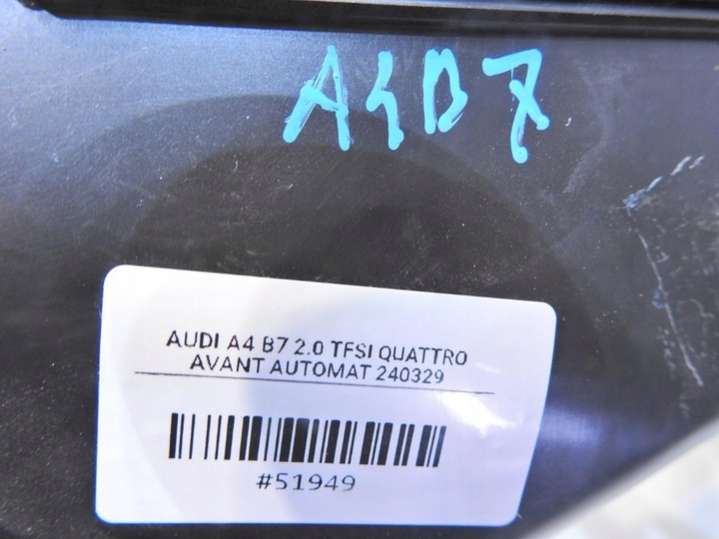 A4B7
AUDI A4 B7 2.0 TFSI QUATTRO
AVANT AUTOMAT 240329
#51949